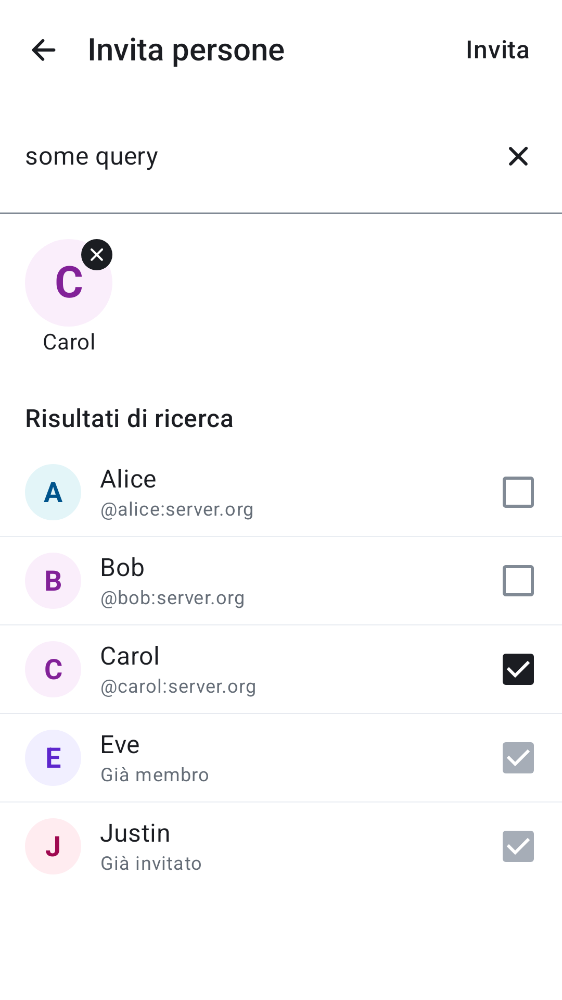 Invita persone
Invita
some query
C
Carol
Risultati di ricerca
A
Alice
@alice:server.org
B
Bob
@bob:server.org
C
Carol
@carol:server.org
E
Eve
Già membro
J
Justin
Già invitato